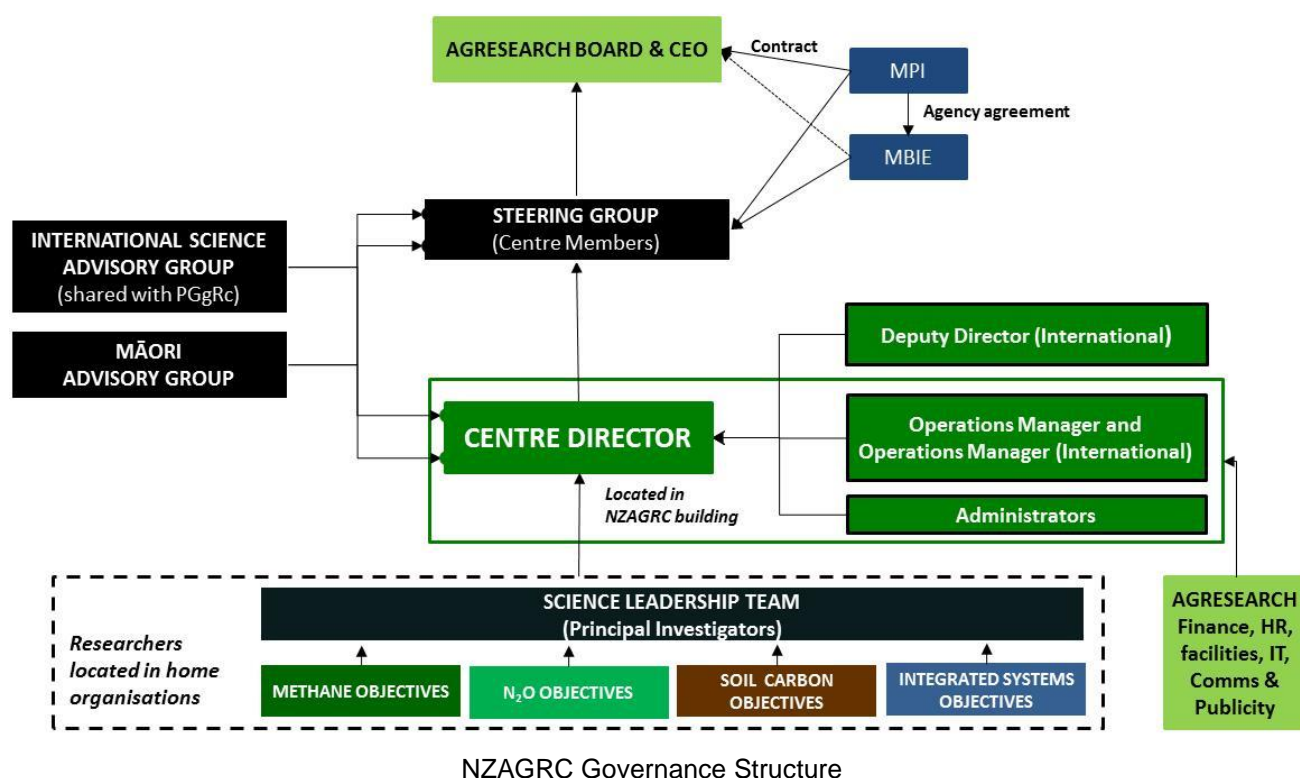 AGRESEARCH BOARD & CEO
Contract
MPI
Agency agreement
MBIE
STEERING GROUP
(Centre Members)
INTERNATIONAL SCIENCE
ADVISORY GROUP
(shared with PGgRc)
MĀORI
ADVISORY GROUP
Deputy Director (International)
CENTRE DIRECTOR
Operations Manager and
Operations Manager (International)
Located in
NZAGRC building
Administrators
SCIENCE LEADERSHIP TEAM
(Principal Investigators)
Researchers
located in home
organisations
METHANE OBJECTIVES
N₂O OBJECTIVES
SOIL CARBON
OBJECTIVES
INTEGRATED SYSTEMS
OBJECTIVES
AGRESEARCH
Finance, HR,
facilities, IT,
Comms &
Publicity
NZAGRC Governance Structure